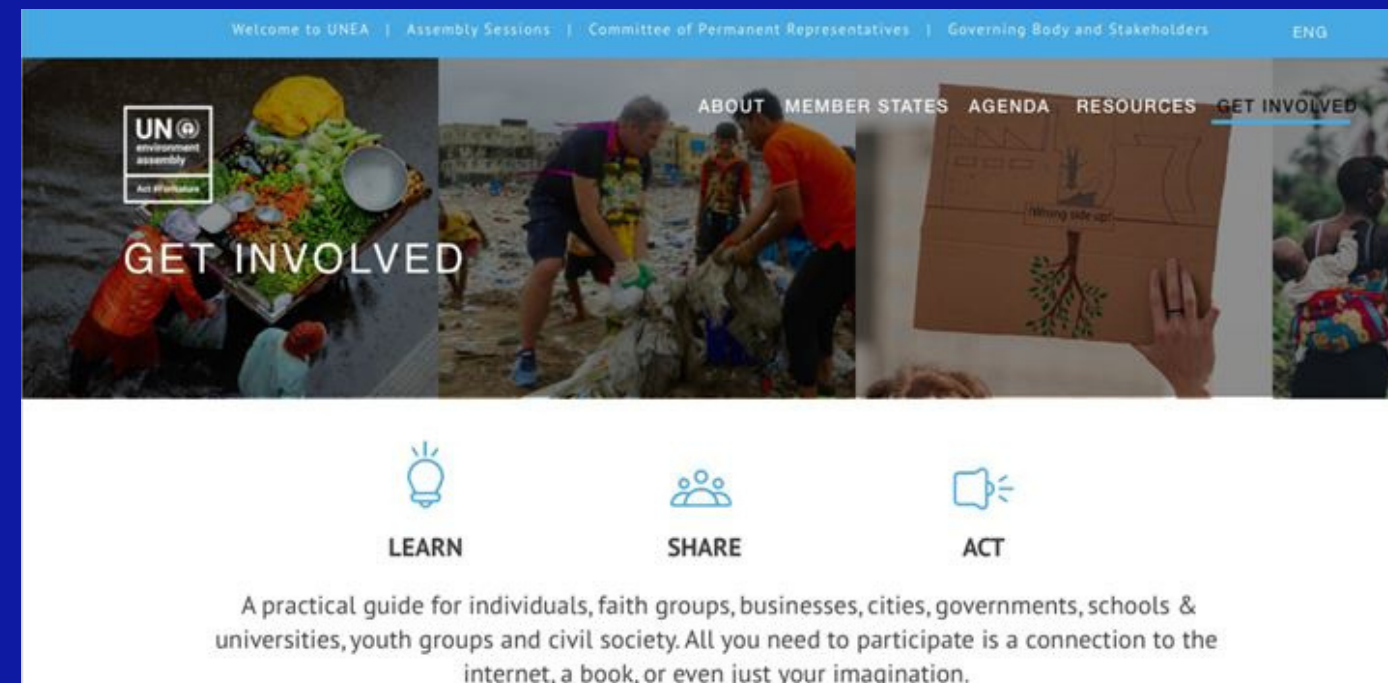 Welcome to UNEA | Assembly Sessions | Committee of Permanent Representatives | Governing Body and Stakeholders
ENG
ABOUT MEMBER STATES AGENDA RESOURCES GET INVOLVED
UN
environment
assembly
Act #ForNature
GET INVOLVED
Wrong side up!
LEARN
SHARE
ACT
A practical guide for individuals, faith groups, businesses, cities, governments, schools &
universities, youth groups and civil society. All you need to participate is a connection to the
internet, a book, or even just your imagination.